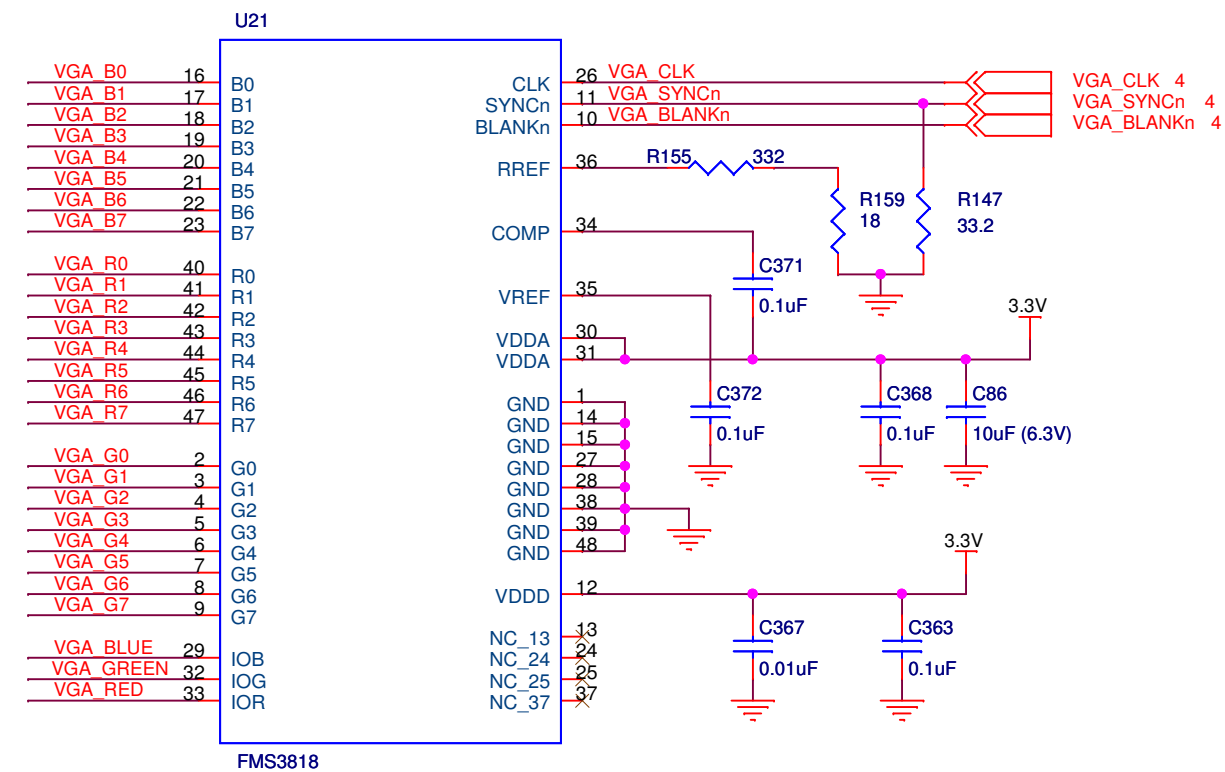 U21
VGA_B0 16 B0
VGA_B1 17 B1
VGA_B2 18 B2
VGA_B3 19 B3
VGA_B4 20 B4
VGA_B5 21 B5
VGA_B6 22 B6
VGA_B7 23 B7
VGA_R0 40 R0
VGA_R1 41 R1
VGA_R2 42 R2
VGA_R3 43 R3
VGA_R4 44 R4
VGA_R5 45 R5
VGA_R6 46 R6
VGA_R7 47 R7
VGA_G0 2 G0
VGA_G1 3 G1
VGA_G2 4 G2
VGA_G3 5 G3
VGA_G4 6 G4
VGA_G5 7 G5
VGA_G6 8 G6
VGA_G7 9 G7
VGA_BLUE 29 IOB
VGA_GREEN 32 IOG
VGA_RED 33 IOR
CLK 26 VGA_CLK VGA_CLK 4
SYNCn 11 VGA_SYNCn VGA_SYNCn 4
BLANKn 10 VGA_BLANKn VGA_BLANKn 4
RREF 36 R155 332
R159
18
R147
33.2
COMP 34
C371
0.1uF
VREF 35
3.3V
VDDA 30
VDDA 31
C372
0.1uF
C368
0.1uF
C86
10uF (6.3V)
GND 1
GND 14
GND 15
GND 27
GND 28
GND 38
GND 39
GND 48
3.3V
VDDD 12
C367
0.01uF
C363
0.1uF
NC_13 13
NC_24 24
NC_25 25
NC_37 37
FMS3818